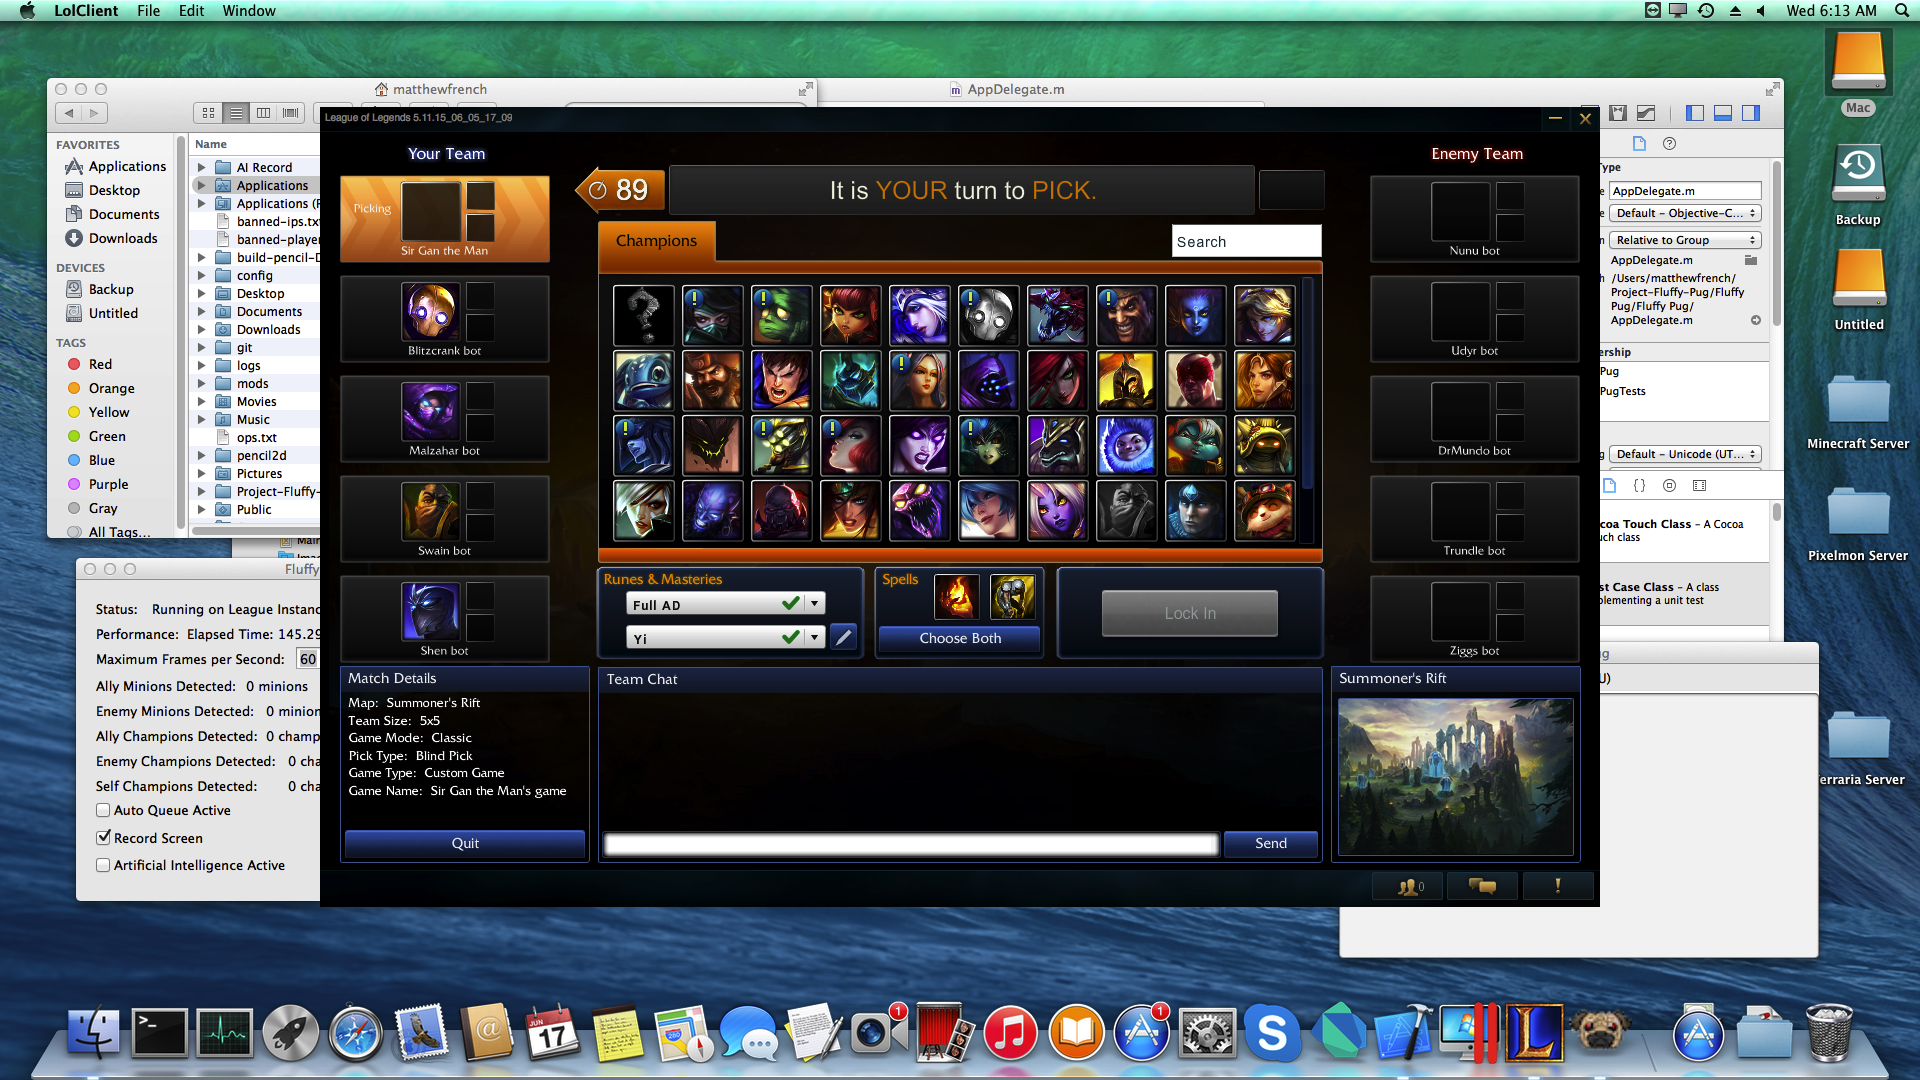 LolClient File Edit Window
Wed 6:13 AM
matthewfrench
AppDelegate.m
FAVORITES
Applications
Desktop
Documents
Downloads
DEVICES
Backup
Untitled
TAGS
Red
Orange
Yellow
Green
Blue
Purple
Gray
All Tags...
Name
AI Record
Applications
Applications (P
banned-ips.txt
banned-player
build-pencil-D
config
Desktop
Documents
Downloads
git
logs
mods
Movies
Music
ops.txt
pencil2d
Pictures
Project-Fluffy-
Public
Main
Fluffy
Status: Running on League Instanc
Performance: Elapsed Time: 145.29
Maximum Frames per Second: 60
Ally Minions Detected: 0 minions
Enemy Minions Detected: 0 minion
Ally Champions Detected: 0 champ
Enemy Champions Detected: 0 cha
Self Champions Detected: 0 cha
Auto Queue Active
Record Screen
Artificial Intelligence Active
League of Legends 5.11.15_06_05_17_09
Your Team
Picking
Sir Gan the Man
Blitzcrank bot
Malzahar bot
Swain bot
Shen bot
89
It is YOUR turn to PICK.
Champions
Search
Enemy Team
Nunu bot
Udyr bot
DrMundo bot
Trundle bot
Ziggs bot
Runes & Masteries
Full AD
Yi
Spells
Choose Both
Lock In
Match Details
Map: Summoner's Rift
Team Size: 5x5
Game Mode: Classic
Pick Type: Blind Pick
Game Type: Custom Game
Game Name: Sir Gan the Man's game
Quit
Team Chat
Send
Summoner's Rift
0
Type
AppDelegate.m
Default - Objective-C...
Relative to Group
AppDelegate.m
/Users/matthewfrench/
Project-Fluffy-Pug/Fluffy
Pug/Fluffy Pug/
AppDelegate.m
ership
Pug
PugTests
Default - Unicode (UT...
{}
coa Touch Class - A Cocoa
uch class
st Case Class - A class
plementing a unit test
ug
U)
Mac
Backup
Untitled
Minecraft Server
Pixelmon Server
erraria Server
JUN
17
1
1